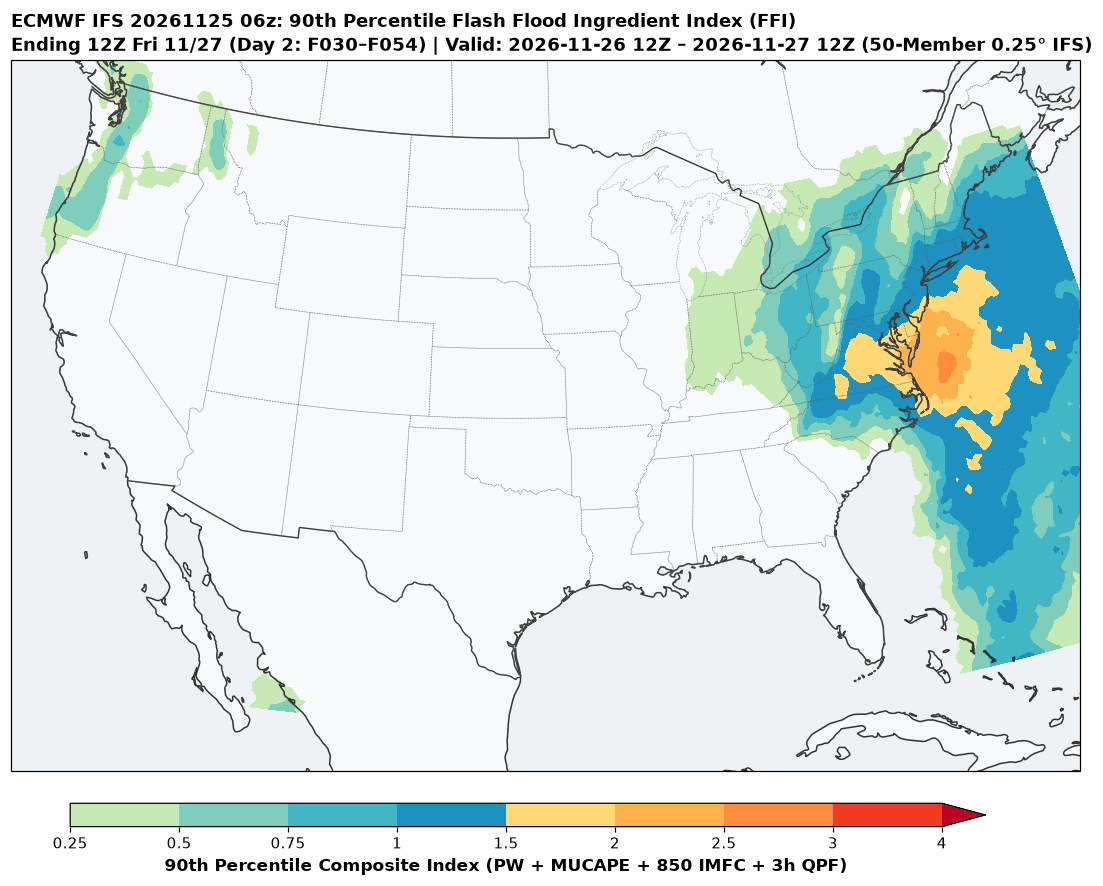 ECMWF IFS 20261125 06z: 90th Percentile Flash Flood Ingredient Index (FFI)
Ending 12Z Fri 11/27 (Day 2: F030–F054) | Valid: 2026-11-26 12Z – 2026-11-27 12Z (50-Member 0.25° IFS)
0.25 0.5 0.75 1 1.5 2 2.5 3 4
90th Percentile Composite Index (PW + MUCAPE + 850 IMFC + 3h QPF)